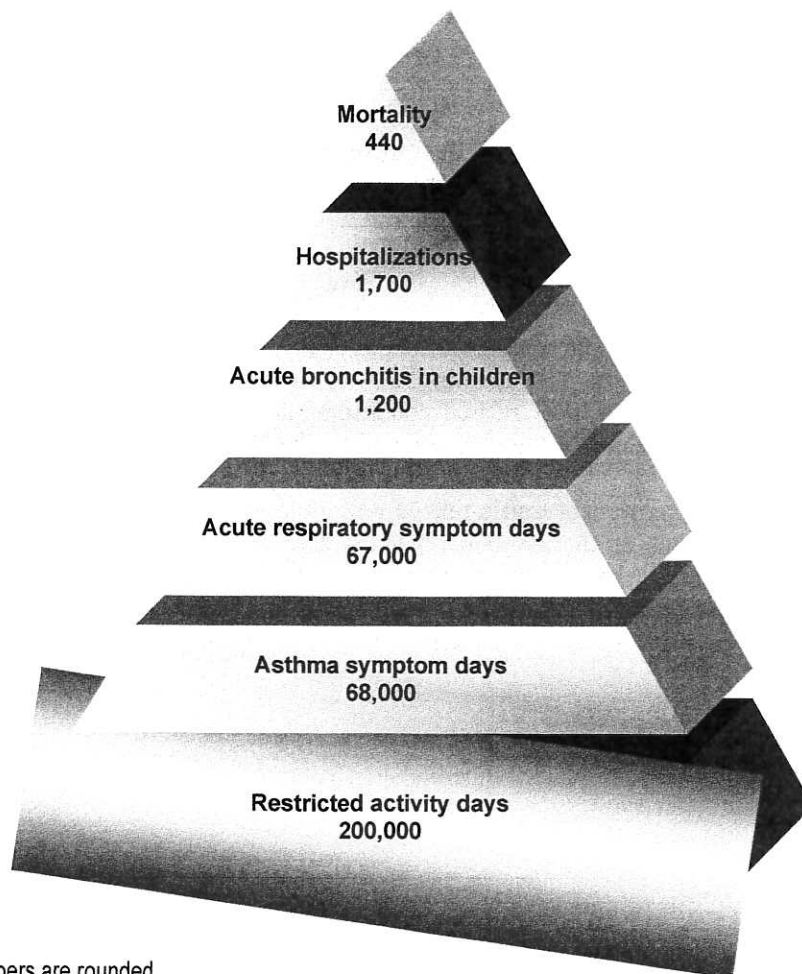 Mortality
440
Hospitalizations
1,700
Acute bronchitis in children
1,200
Acute respiratory symptom days
67,000
Asthma symptom days
68,000
Restricted activity days
200,000
are rounded